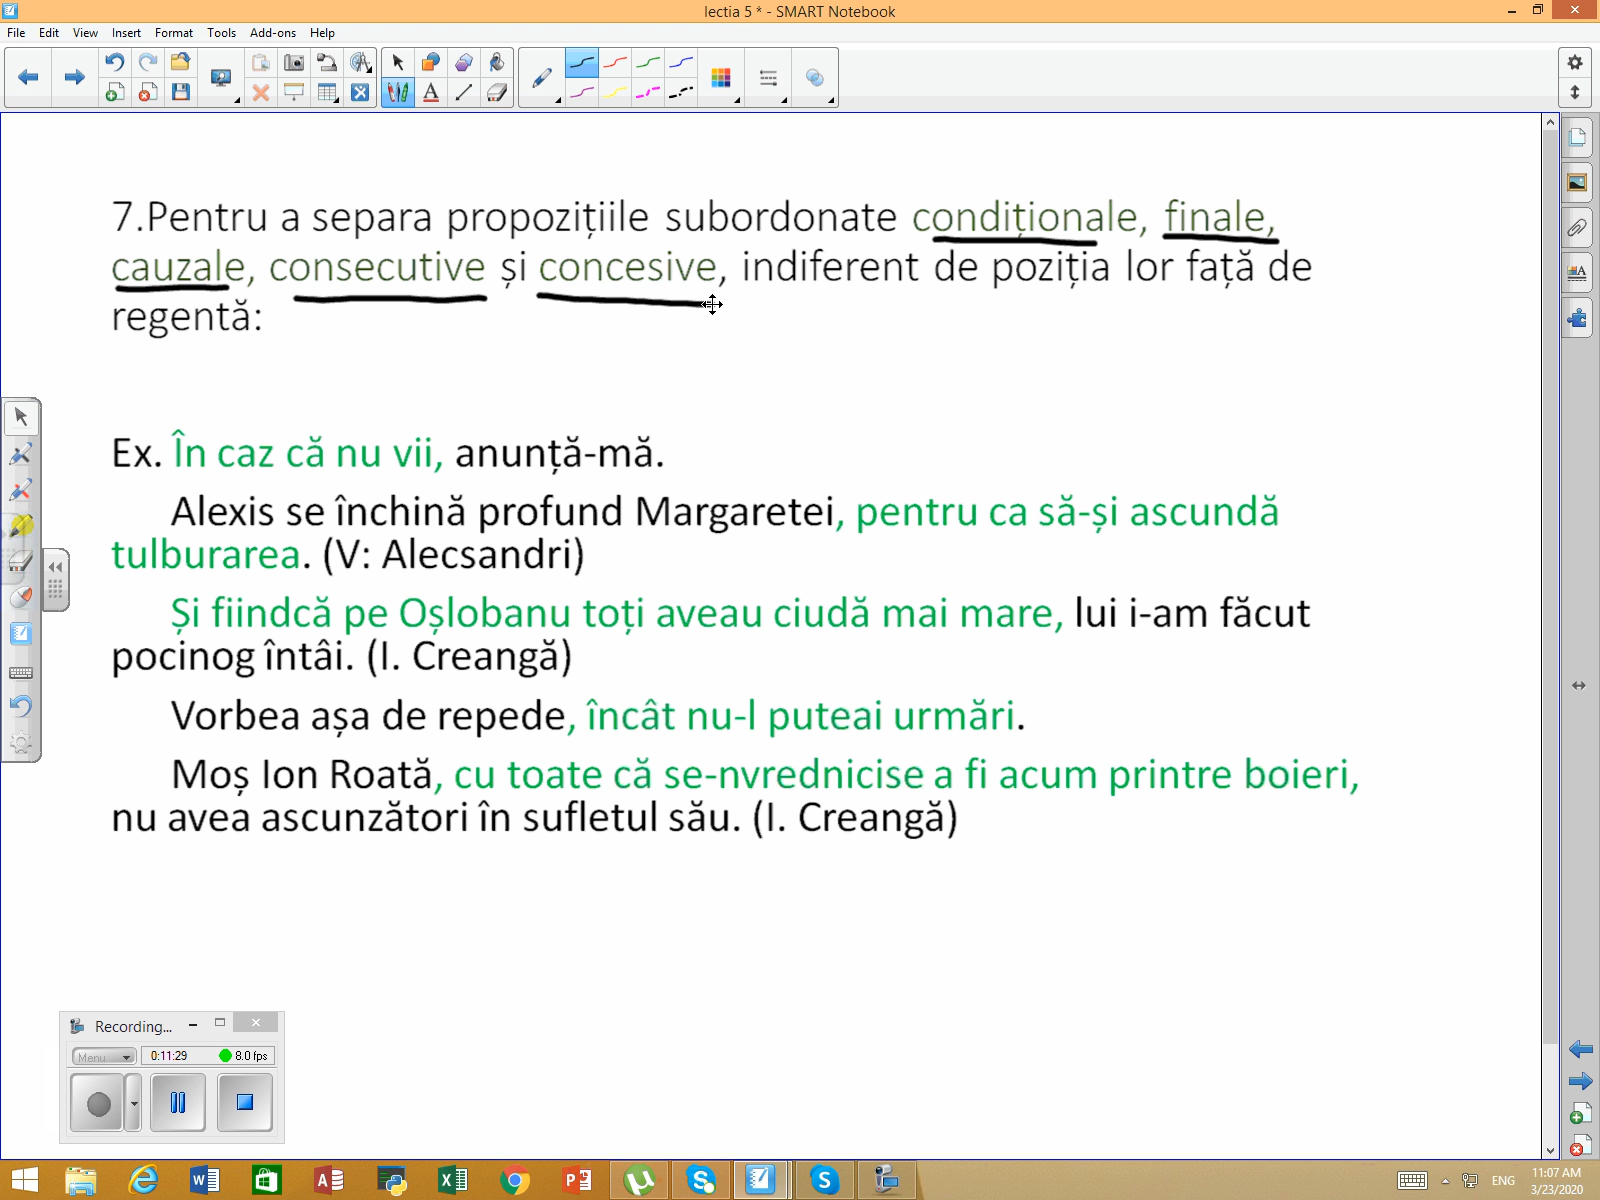 lectia 5 * - SMART Notebook
File Edit View Insert Format Tools Add-ons Help
7.Pentru a separa propozițiile subordonate condiționale, finale,
cauzale, consecutive și concesive, indiferent de poziția lor față de
regentă:
Ex. În caz că nu vii, anunță-mă.
Alexis se închină profund Margaretei, pentru ca să-și ascundă
tulburarea. (V: Alecsandri)
Și fiindcă pe Oșlobanu toți aveau ciudă mai mare, lui i-am făcut
pocinog întâi. (I. Creangă)
Vorbea așa de repede, încât nu-l puteai urmări.
Moș Ion Roată, cu toate că se-nvrednicise a fi acum printre boieri,
nu avea ascunzători în sufletul său. (I. Creangă)
Recording...
Menu 0:11:29 8.0 fps
ENG
11:07 AM
3/23/2020